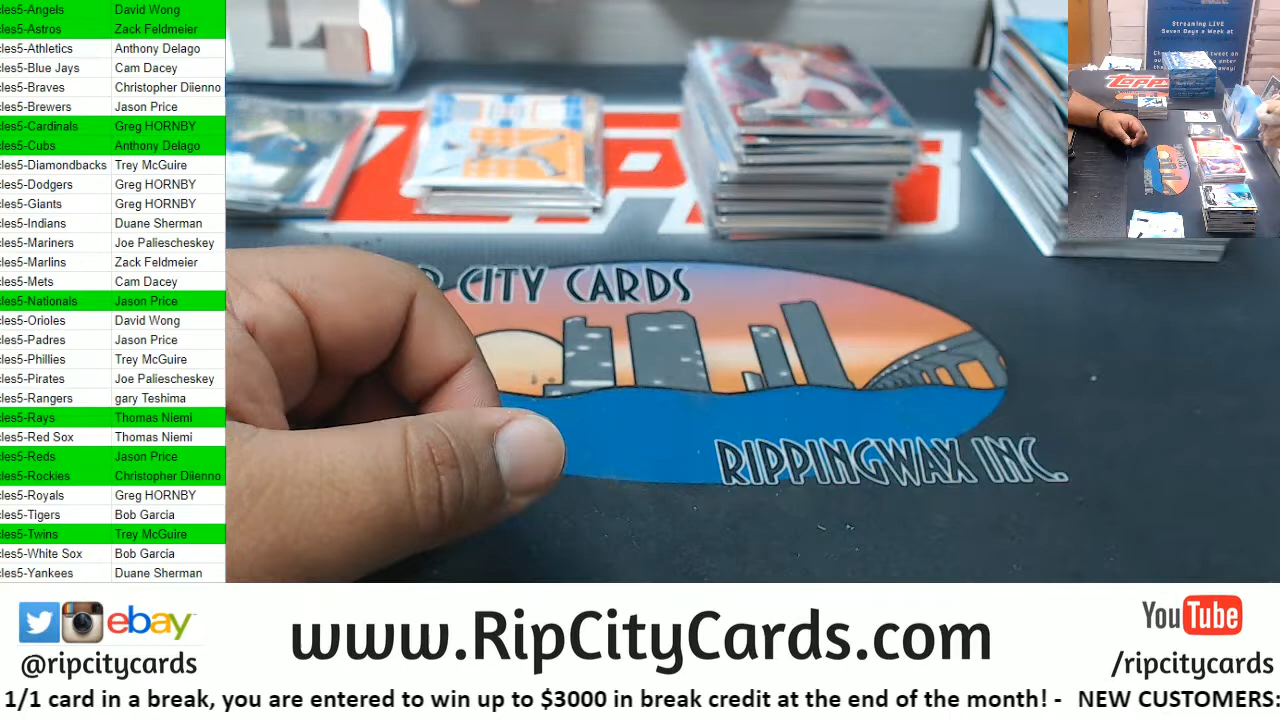 cles5-Angels David Wong
cles5-Astros Zack Feldmeier
cles5-Athletics Anthony Delago
cles5-Blue Jays Cam Dacey
cles5-Braves Christopher Diienno
cles5-Brewers Jason Price
cles5-Cardinals Greg HORNBY
cles5-Cubs Anthony Delago
cles5-Diamondbacks Trey McGuire
cles5-Dodgers Greg HORNBY
cles5-Giants Greg HORNBY
cles5-Indians Duane Sherman
cles5-Mariners Joe Paliescheskey
cles5-Marlins Zack Feldmeier
cles5-Mets Cam Dacey
cles5-Nationals Jason Price
cles5-Orioles David Wong
cles5-Padres Jason Price
cles5-Phillies Trey McGuire
cles5-Pirates Joe Paliescheskey
cles5-Rangers gary Teshima
cles5-Rays Thomas Niemi
cles5-Red Sox Thomas Niemi
cles5-Reds Jason Price
cles5-Rockies Christopher Diienno
cles5-Royals Greg HORNBY
cles5-Tigers Bob Garcia
cles5-Twins Trey McGuire
cles5-White Sox Bob Garcia
cles5-Yankees Duane Sherman
CITY CARDS
RIPPINGWAX INC.
Streaming LIVE
Seven Days a Week at
Topps
ebay
@ripcitycards
www.RipCityCards.com
YouTube
/ripcitycards
1/1 card in a break, you are entered to win up to $3000 in break credit at the end of the month! - NEW CUSTOMERS: